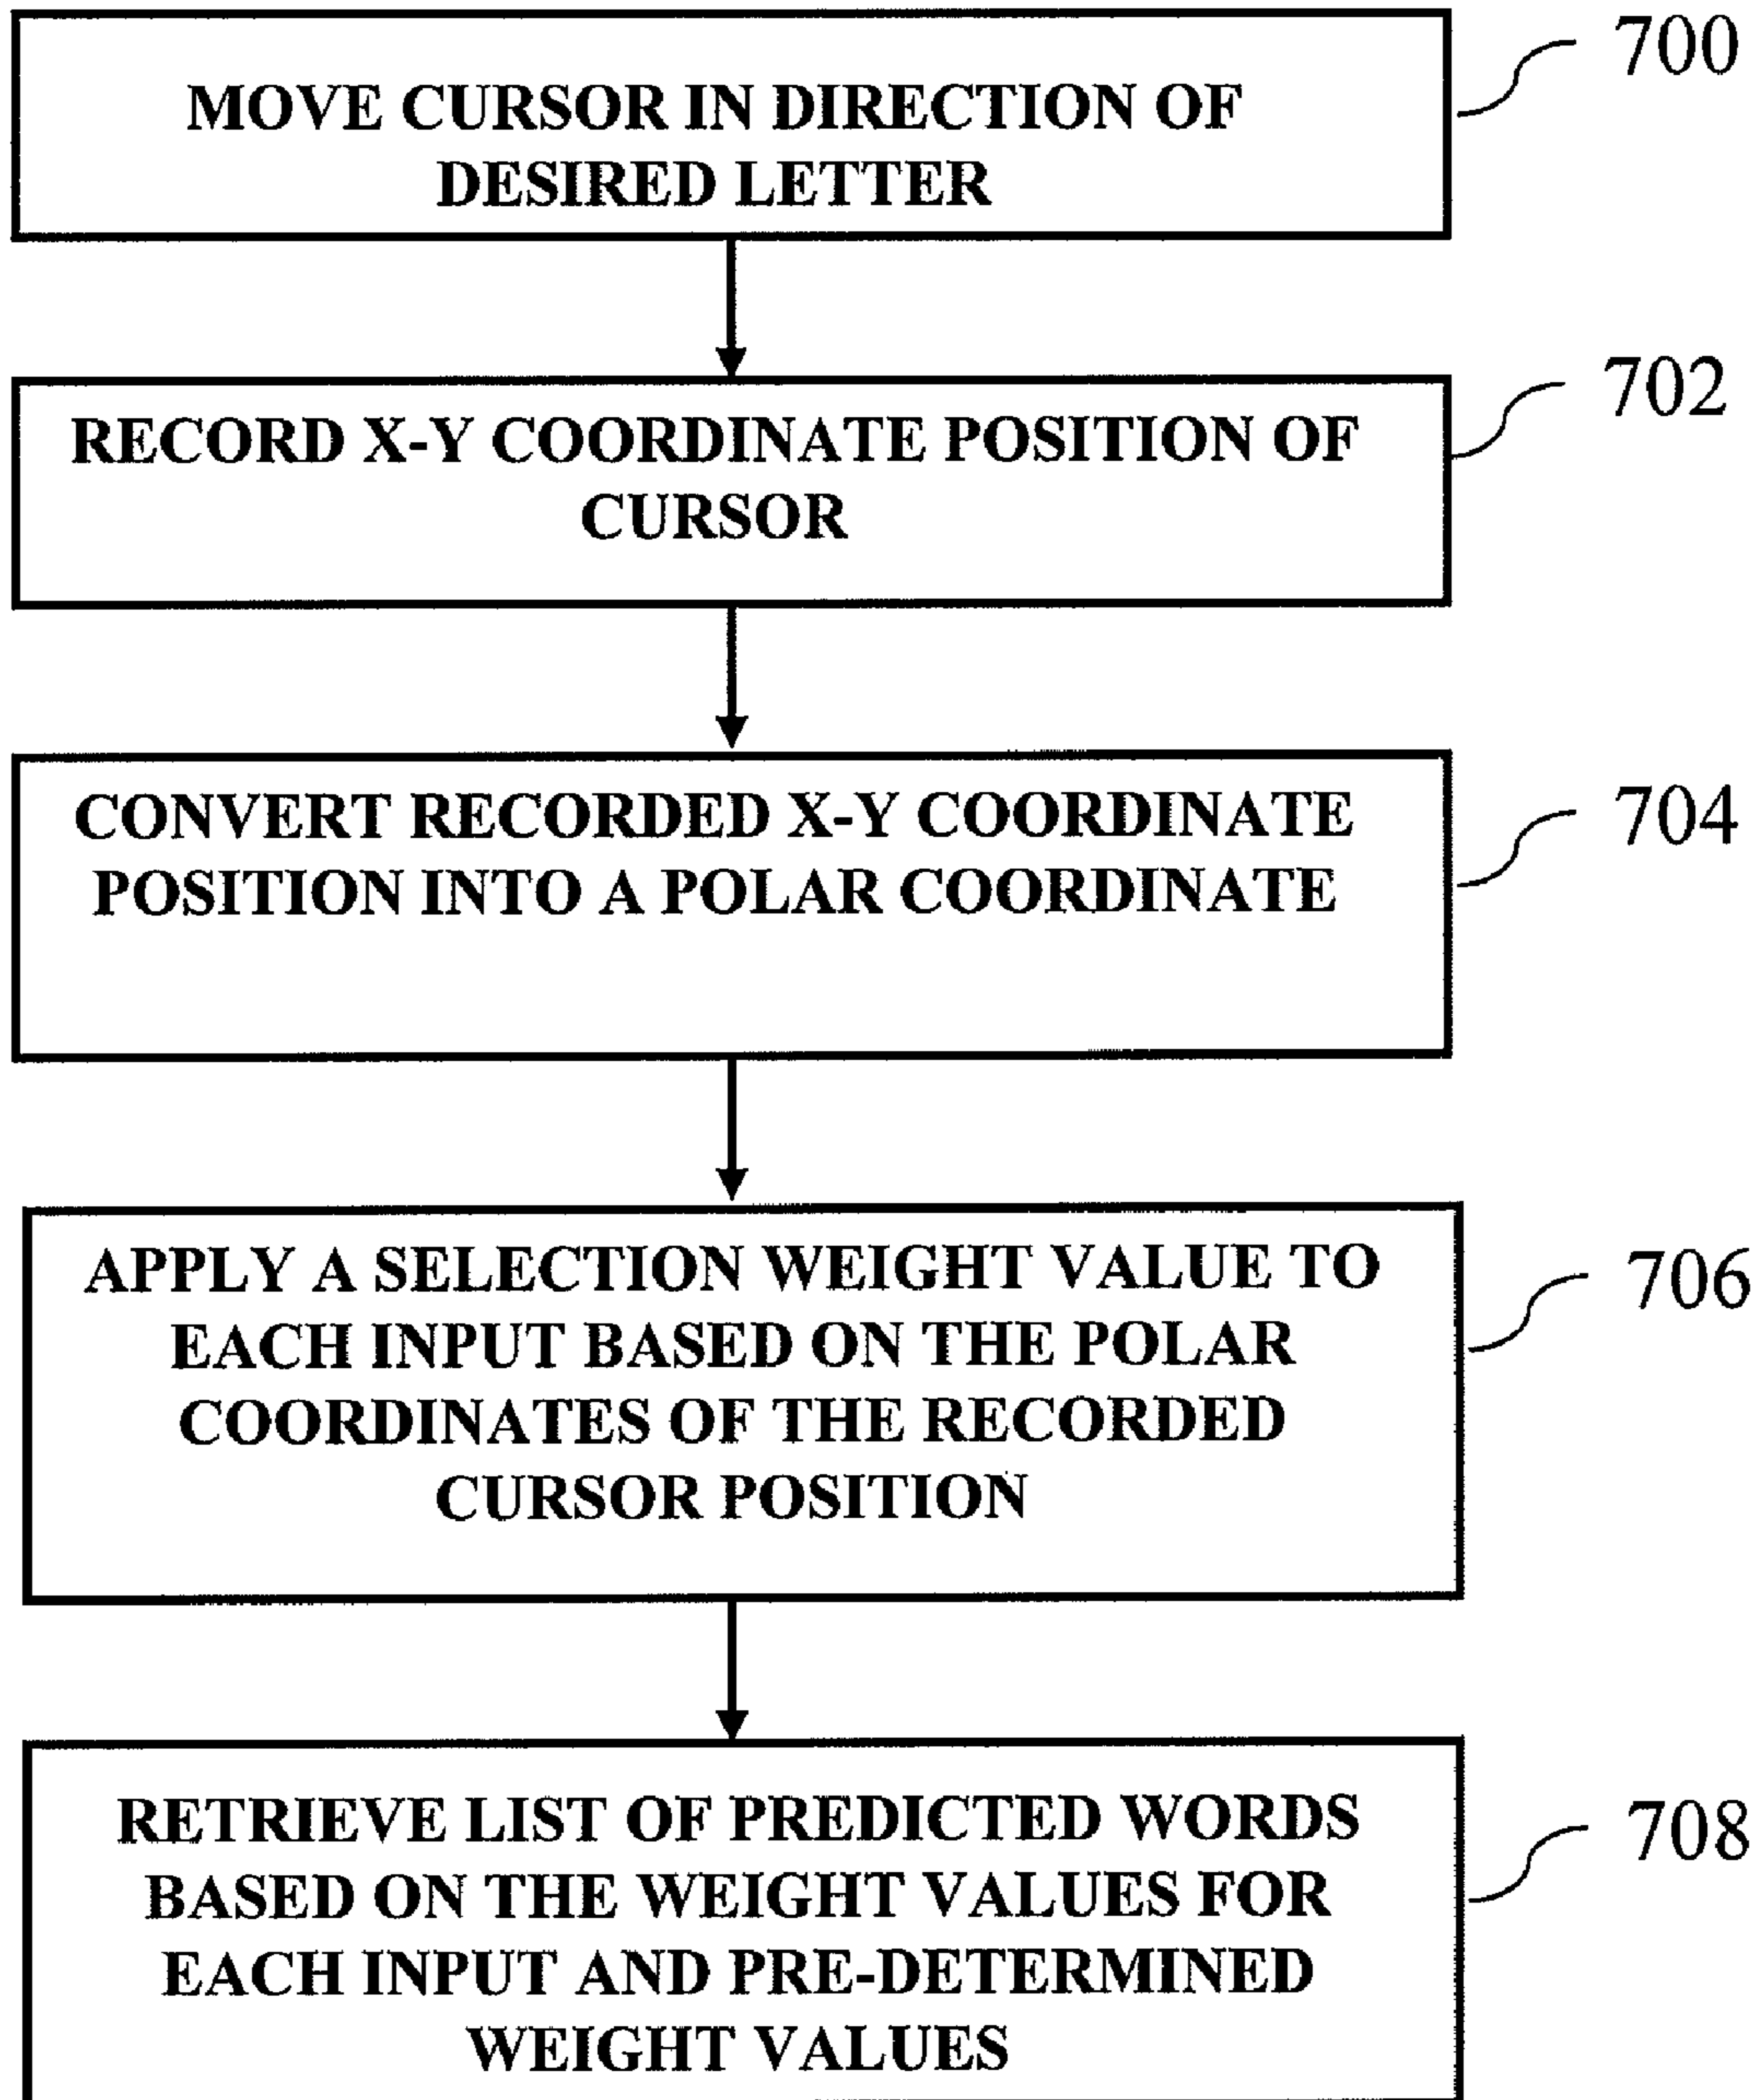 700
MOVE CURSOR IN DIRECTION OF
DESIRED LETTER
702
RECORD X-Y COORDINATE POSITION OF
CURSOR
704
CONVERT RECORDED X-Y COORDINATE
POSITION INTO A POLAR COORDINATE
706
APPLY A SELECTION WEIGHT VALUE TO
EACH INPUT BASED ON THE POLAR
COORDINATES OF THE RECORDED
CURSOR POSITION
708
RETRIEVE LIST OF PREDICTED WORDS
BASED ON THE WEIGHT VALUES FOR
EACH INPUT AND PRE-DETERMINED
WEIGHT VALUES